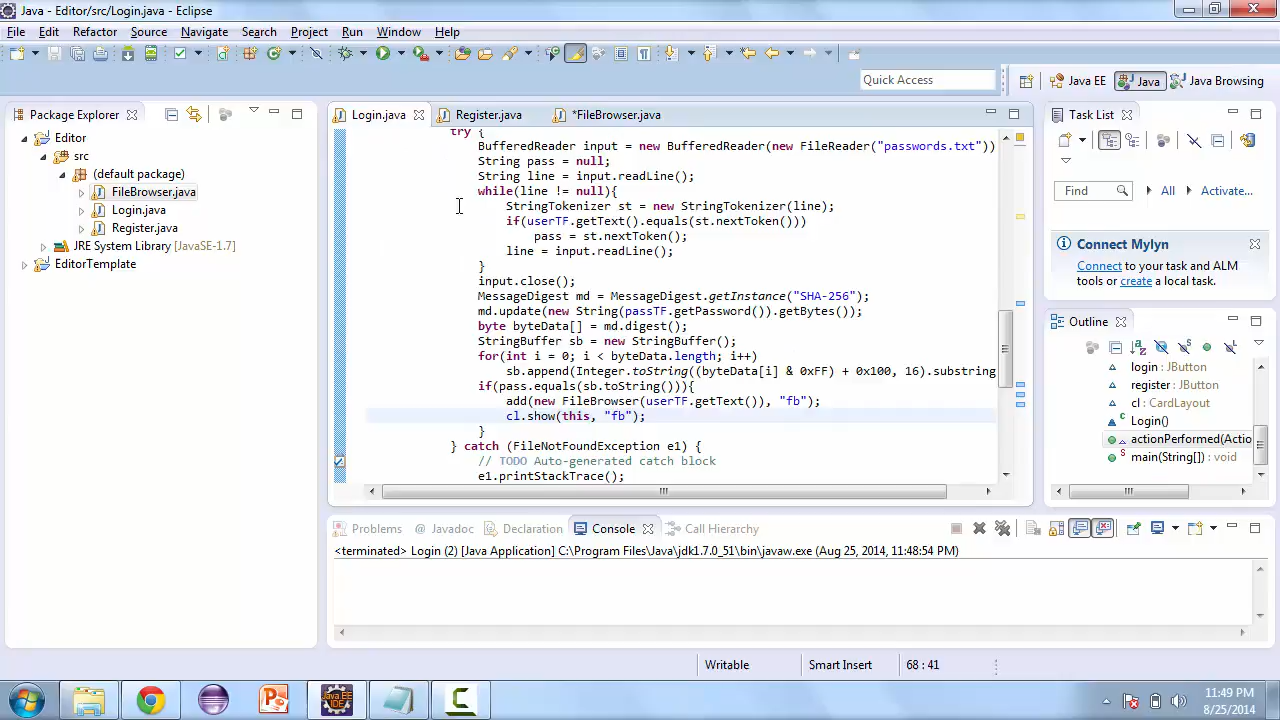 Java - Editor/src/Login.java - Eclipse
File Edit Refactor Source Navigate Search Project Run Window Help
Quick Access
Java EE Java Java Browsing
Package Explorer
Editor
src
(default package)
FileBrowser.java
Login.java
Register.java
JRE System Library [JavaSE-1.7]
EditorTemplate
Login.java Register.java *FileBrowser.java
try {
BufferedReader input = new BufferedReader(new FileReader("passwords.txt"))
String pass = null;
String line = input.readLine();
while(line != null){
StringTokenizer st = new StringTokenizer(line);
if(userTF.getText().equals(st.nextToken()))
pass = st.nextToken();
line = input.readLine();
}
input.close();
MessageDigest md = MessageDigest.getInstance("SHA-256");
md.update(new String(passTF.getPassword()).getBytes());
byte byteData[] = md.digest();
StringBuffer sb = new StringBuffer();
for(int i = 0; i < byteData.length; i++)
sb.append(Integer.toString((byteData[i] & 0xFF) + 0x100, 16).substring
if(pass.equals(sb.toString())){
add(new FileBrowser(userTF.getText()), "fb");
cl.show(this, "fb");
}
} catch (FileNotFoundException e1) {
// TODO Auto-generated catch block
e1.printStackTrace();
Task List
Find All Activate...
Connect Mylyn
Connect to your task and ALM
tools or create a local task.
Outline
login : JButton
register : JButton
cl : CardLayout
Login()
actionPerformed(Actio
main(String[]) : void
Problems Javadoc Declaration Console Call Hierarchy
<terminated> Login (2) [Java Application] C:\Program Files\Java\jdk1.7.0_51\bin\javaw.exe (Aug 25, 2014, 11:48:54 PM)
Writable Smart Insert 68 : 41
Java EE
IDE
11:49 PM
8/25/2014